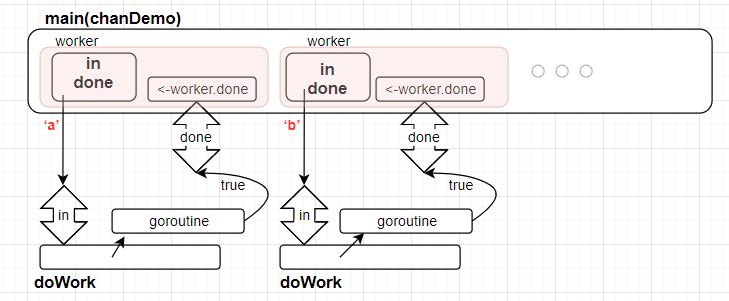 main(chanDemo)
worker
worker
in
done
<-worker.done
in
done
<-worker.done
‘a’
done
‘b’
done
true
true
in
goroutine
in
goroutine
doWork
doWork